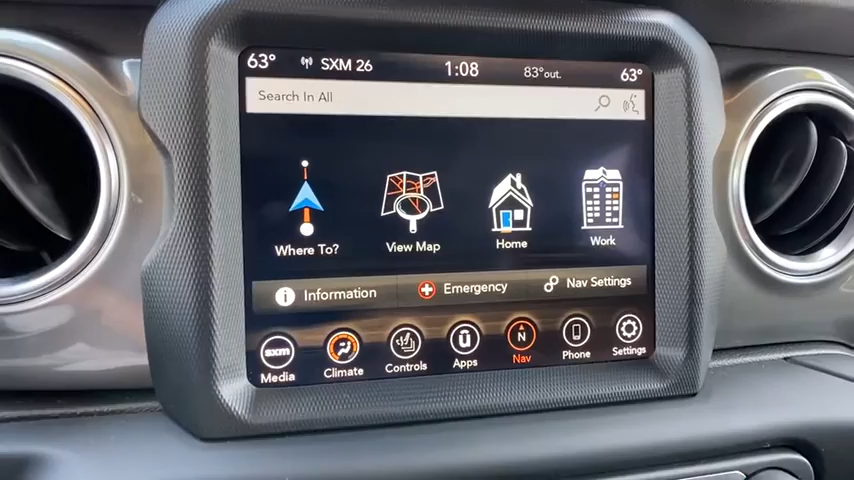 63° SXM 26 1:08 83°out. 63°
Search In All
Where To? View Map Home Work
Information Emergency Nav Settings
sxm N
Media Climate Controls Apps Nav Phone Settings